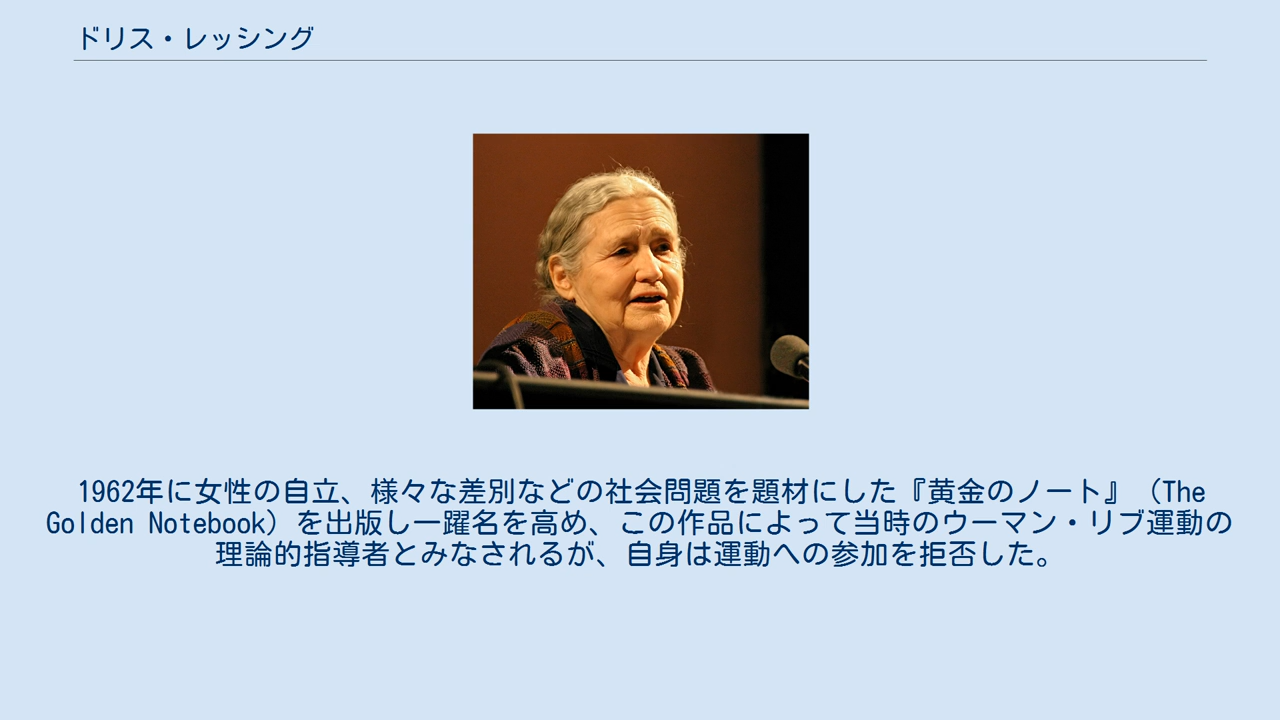 ドリス・レッシング
1962年に女性の自立、様々な差別などの社会問題を題材にした『黄金のノート』（The
Golden Notebook）を出版し一躍名を高め、この作品によって当時のウーマン・リブ運動の
理論的指導者とみなされるが、自身は運動への参加を拒否した。